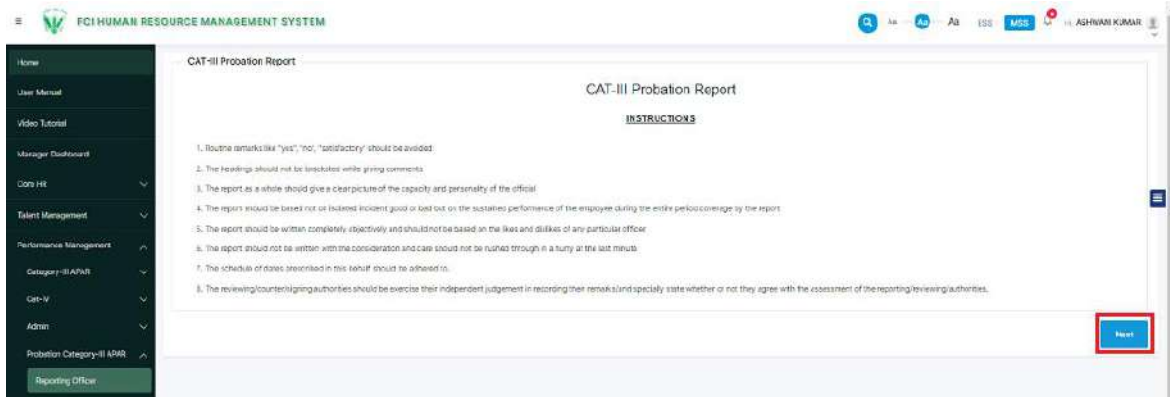 FCI HUMAN RESOURCE MANAGEMENT SYSTEM
Aa Aa Aa ESS MSS Hi, ASHWANI KUMAR
Home
User Manual
Video Tutorial
Manager Dashboard
Core HR
Talent Management
Performance Management
Category-III APAR
Cat-IV
Admin
Probation Category-III APAR
Reporting Officer
CAT-III Probation Report
CAT-III Probation Report
INSTRUCTIONS
1. Routine remarks like "yes", "no', "satisfactory' should be avoided
2. The headings should not be bracketed while giving comments
3. The report as a whole should give a clear picture of the capacity and personality of the official
4. The report should be based not on isolated incident good or bad but on the sustained performance of the employee during the entire period coverage by the report
5. The report should be written completely objectively and should not be based on the likes and dislikes of any particular officer
6. The report should not be written with the consideration and care should not be rushed through in a hurry at the last minute
7. The schedule of dates prescribed in this behalf should be adhered to.
8. The reviewing/counter/signing authorities should be exercise their independent judgement in recording their remarks/and specially state whether or not they agree with the assessment of the reporting/reviewing/authorities.
Next